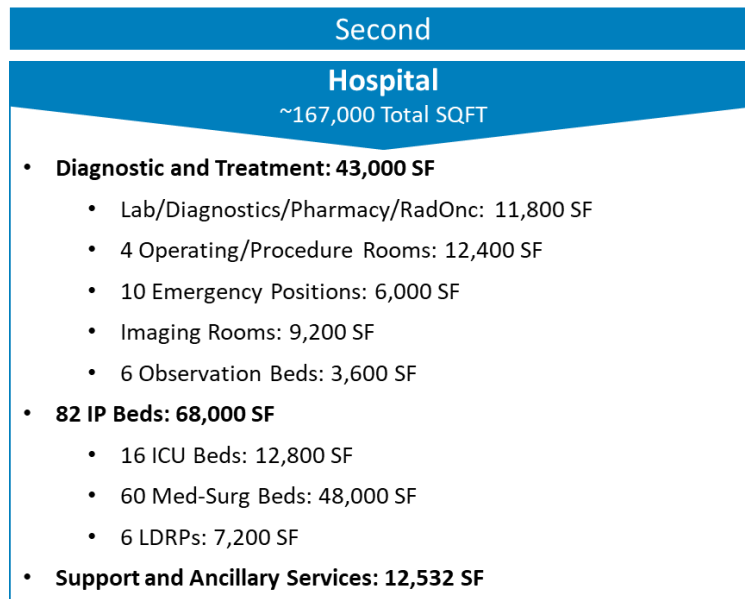 Second
Hospital
~167,000 Total SQFT
• Diagnostic and Treatment: 43,000 SF
• Lab/Diagnostics/Pharmacy/RadOnc: 11,800 SF
• 4 Operating/Procedure Rooms: 12,400 SF
• 10 Emergency Positions: 6,000 SF
• Imaging Rooms: 9,200 SF
• 6 Observation Beds: 3,600 SF
• 82 IP Beds: 68,000 SF
• 16 ICU Beds: 12,800 SF
• 60 Med-Surg Beds: 48,000 SF
• 6 LDRPs: 7,200 SF
• Support and Ancillary Services: 12,532 SF